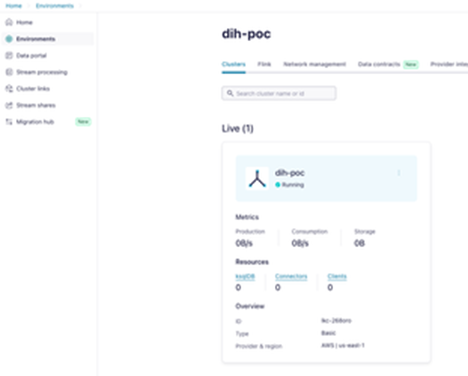 Home Environments
Home
Environments
Data portal
Stream processing
Cluster links
Stream shares
Migration hub New
dih-poc
Clusters Flink Network management Data contracts New Provider inte
Search cluster name or id
Live (1)
dih-poc
Running
Metrics
Production Consumption Storage
0B/s 0B/s 0B
Resources
ksqlDB Connectors Clients
0 0 0
Overview
ID
Type Basic
Provider & region AWS | us-east-1